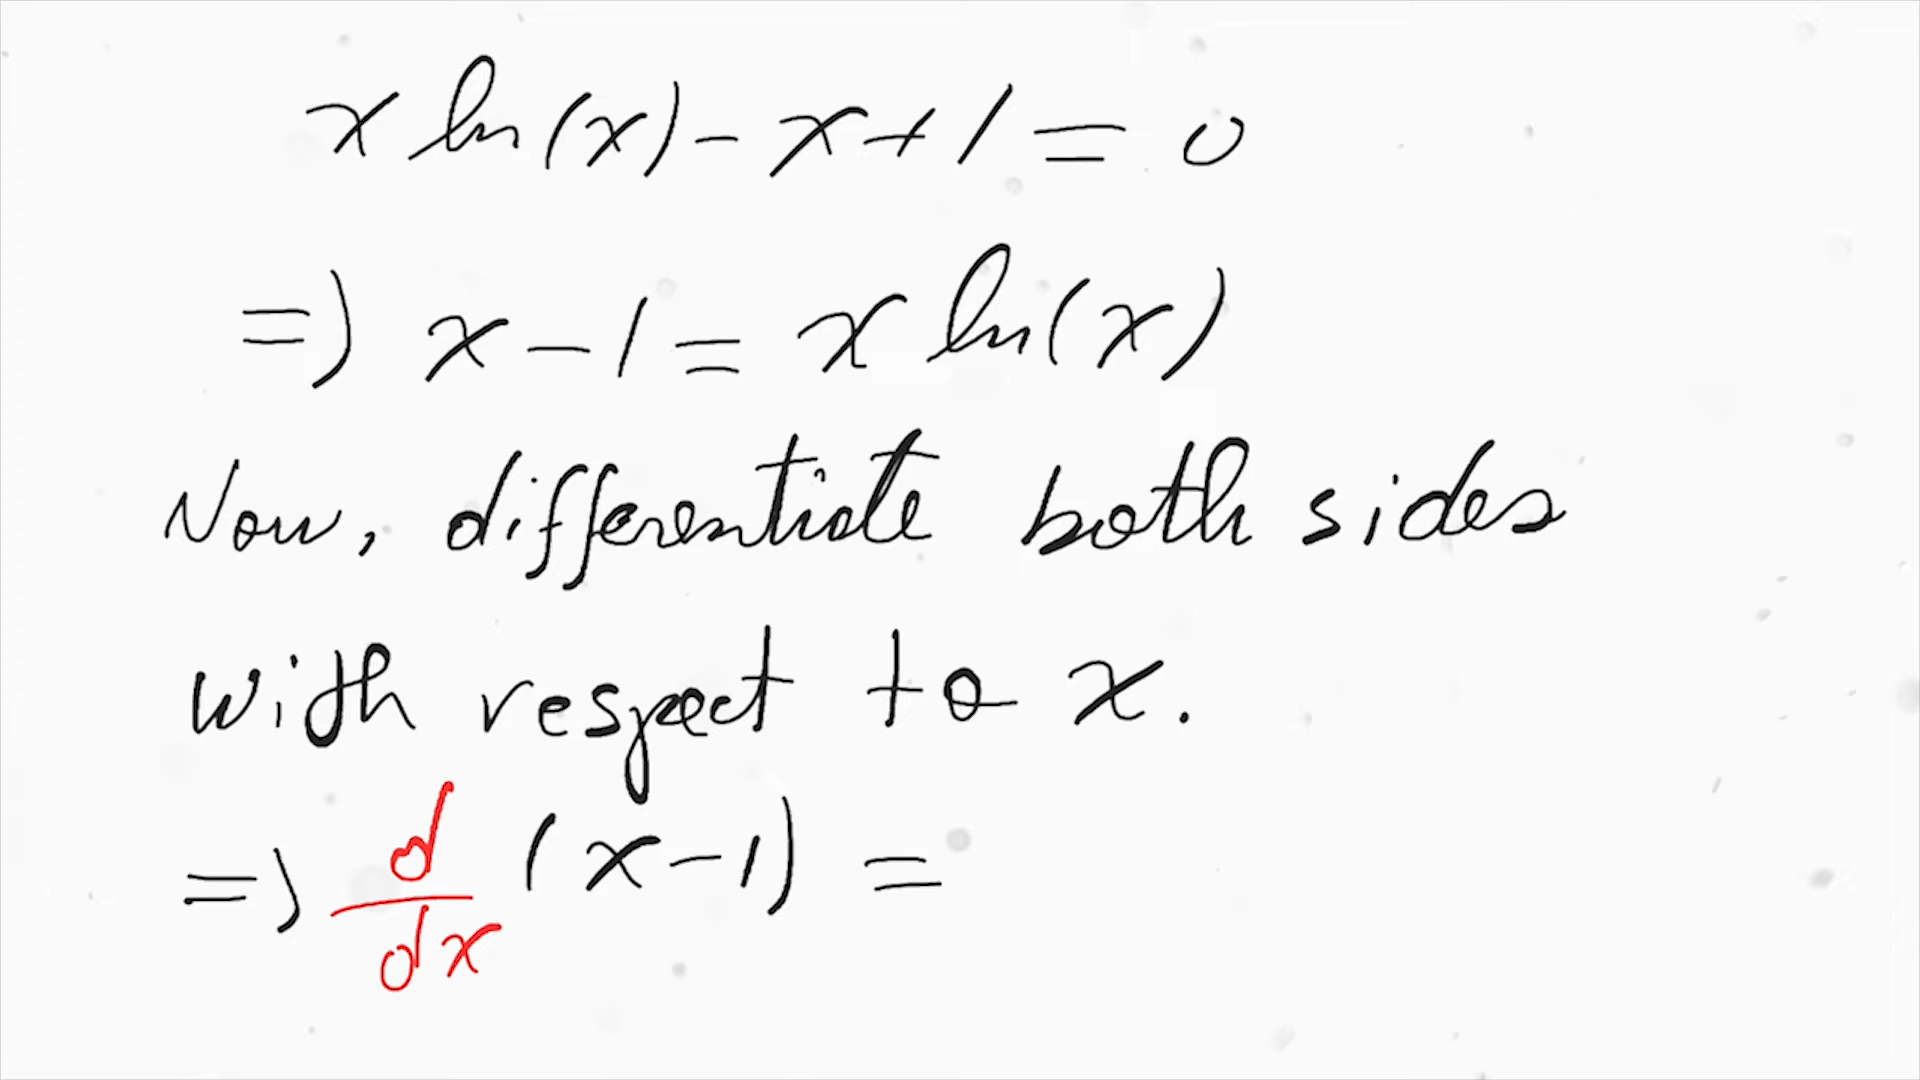 x ln(x) - x + 1 = 0
=> x - 1 = x ln(x)
Now, differentiate both sides
with respect to x.
=> d/dx (x - 1) =